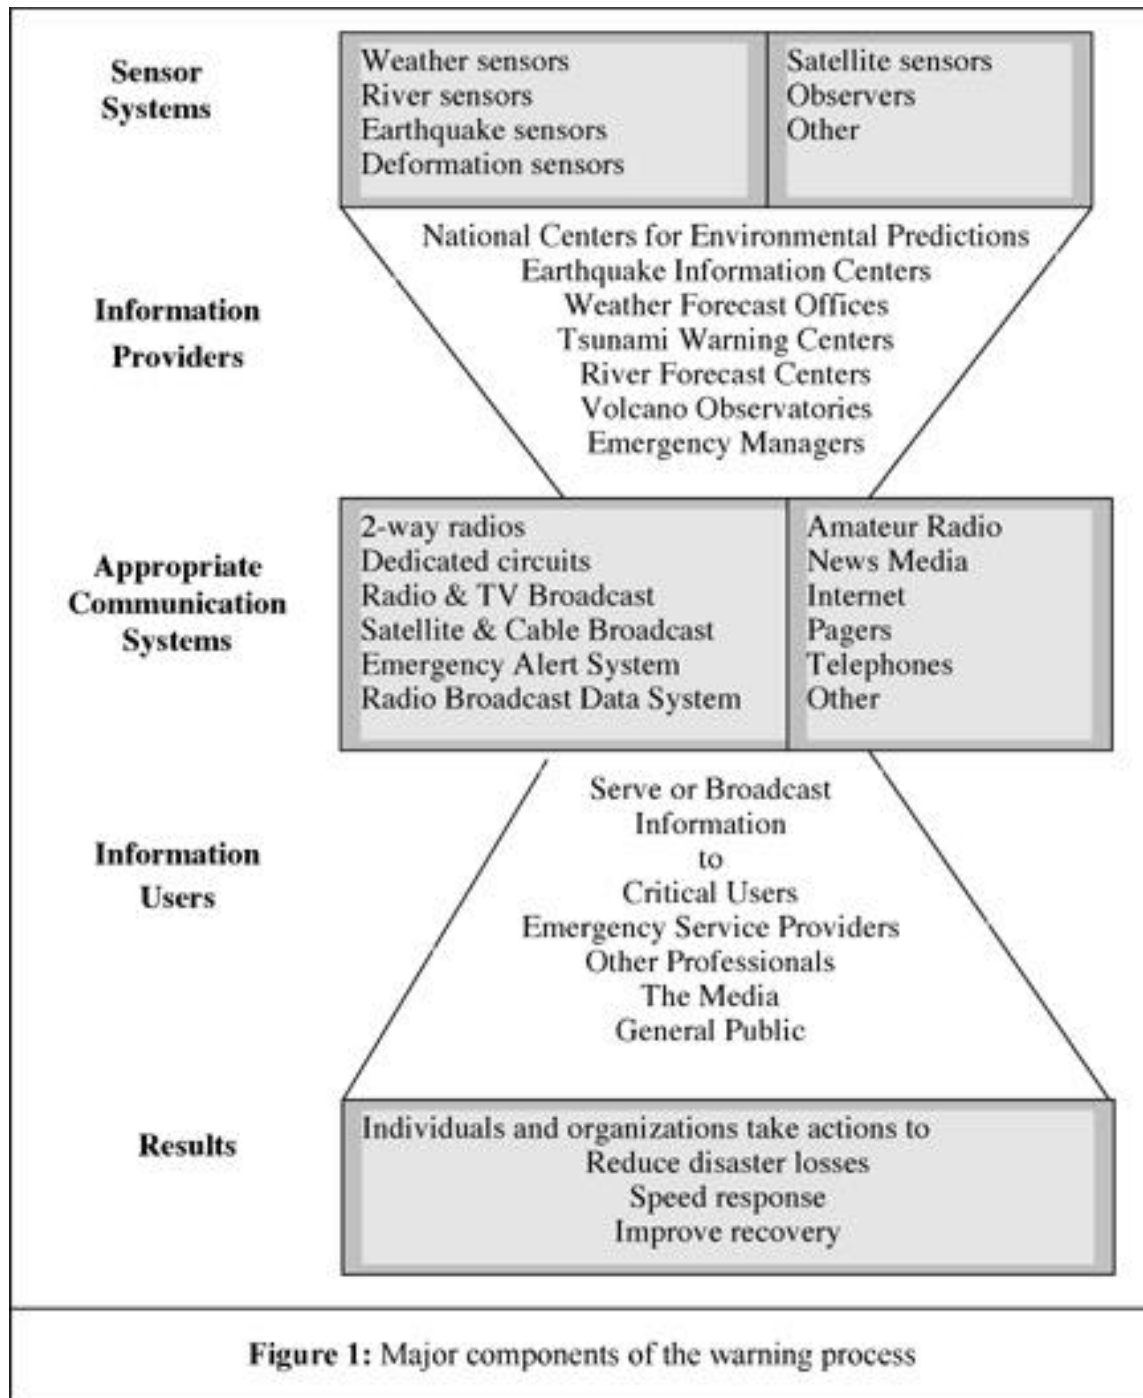 Sensor
Systems
Weather sensors
River sensors
Earthquake sensors
Deformation sensors
Satellite sensors
Observers
Other
Information
Providers
National Centers for Environmental Predictions
Earthquake Information Centers
Weather Forecast Offices
Tsunami Warning Centers
River Forecast Centers
Volcano Observatories
Emergency Managers
Appropriate
Communication
Systems
2-way radios
Dedicated circuits
Radio & TV Broadcast
Satellite & Cable Broadcast
Emergency Alert System
Radio Broadcast Data System
Amateur Radio
News Media
Internet
Pagers
Telephones
Other
Information
Users
Serve or Broadcast
Information
to
Critical Users
Emergency Service Providers
Other Professionals
The Media
General Public
Results
Individuals and organizations take actions to
Reduce disaster losses
Speed response
Improve recovery
Figure 1: Major components of the warning process